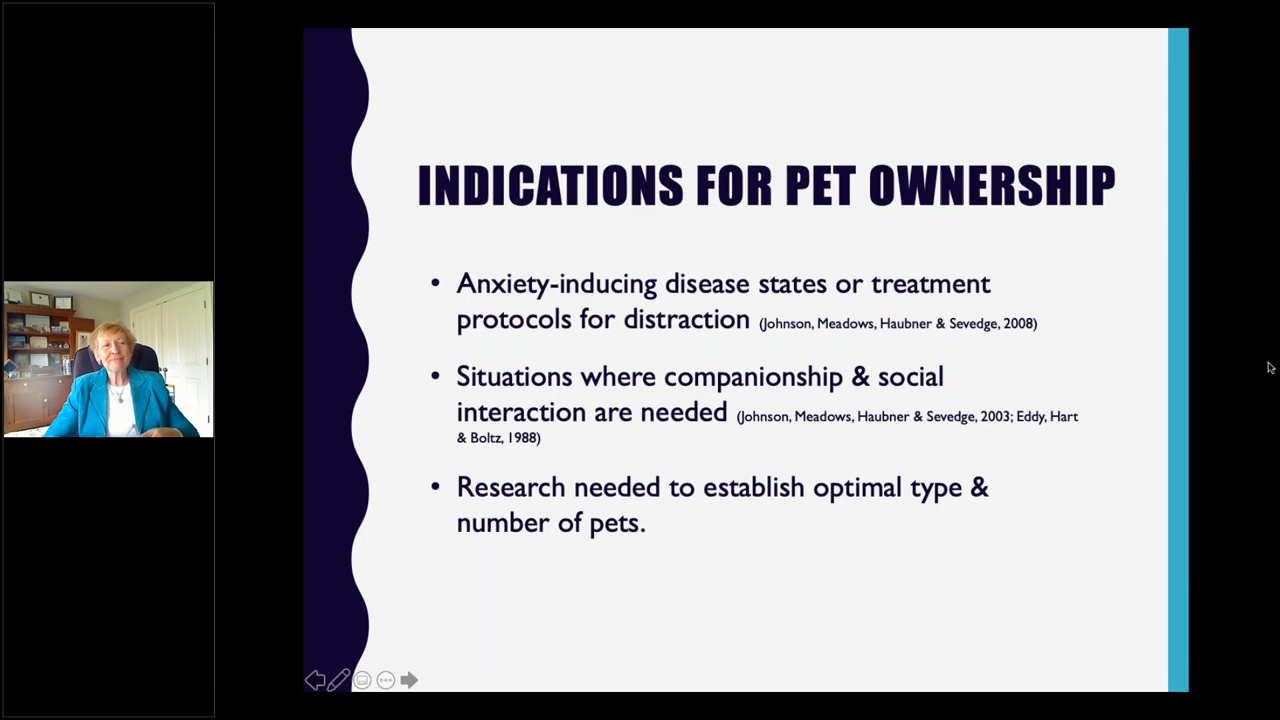 INDICATIONS FOR PET OWNERSHIP
• Anxiety-inducing disease states or treatment
protocols for distraction (Johnson, Meadows, Haubner & Sevedge, 2008)
• Situations where companionship & social
interaction are needed (Johnson, Meadows, Haubner & Sevedge, 2003; Eddy, Hart
& Boltz, 1988)
• Research needed to establish optimal type &
number of pets.